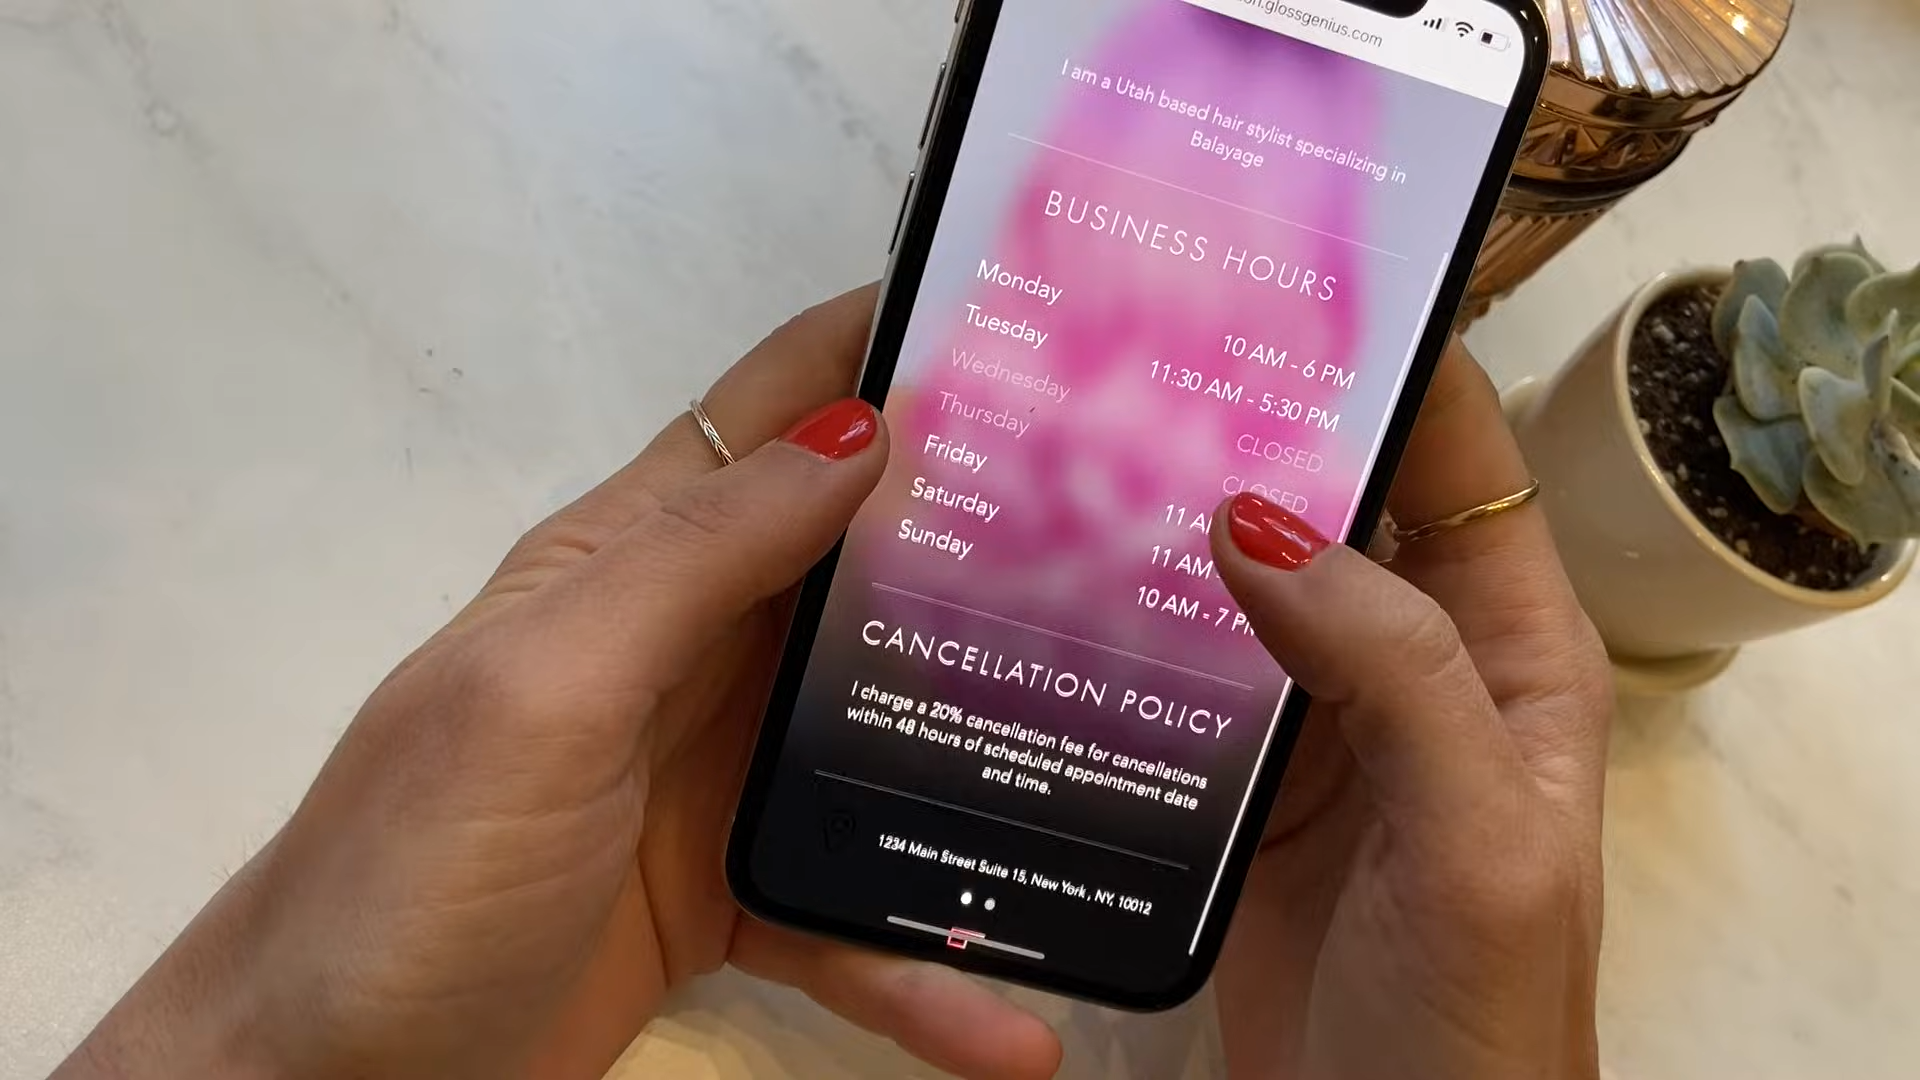 .glossgenius.com
I am a Utah based hair stylist specializing in
Balayage
BUSINESS HOURS
Monday 10 AM - 6 PM
Tuesday 11:30 AM - 5:30 PM
Wednesday CLOSED
Thursday CLOSED
Friday 11
Saturday 11 AM
Sunday 10 AM - 7 PM
CANCELLATION POLICY
I charge a 20% cancellation fee for cancellations
within 48 hours of scheduled appointment date
and time.
1234 Main Street Suite 15, New York , NY, 10012